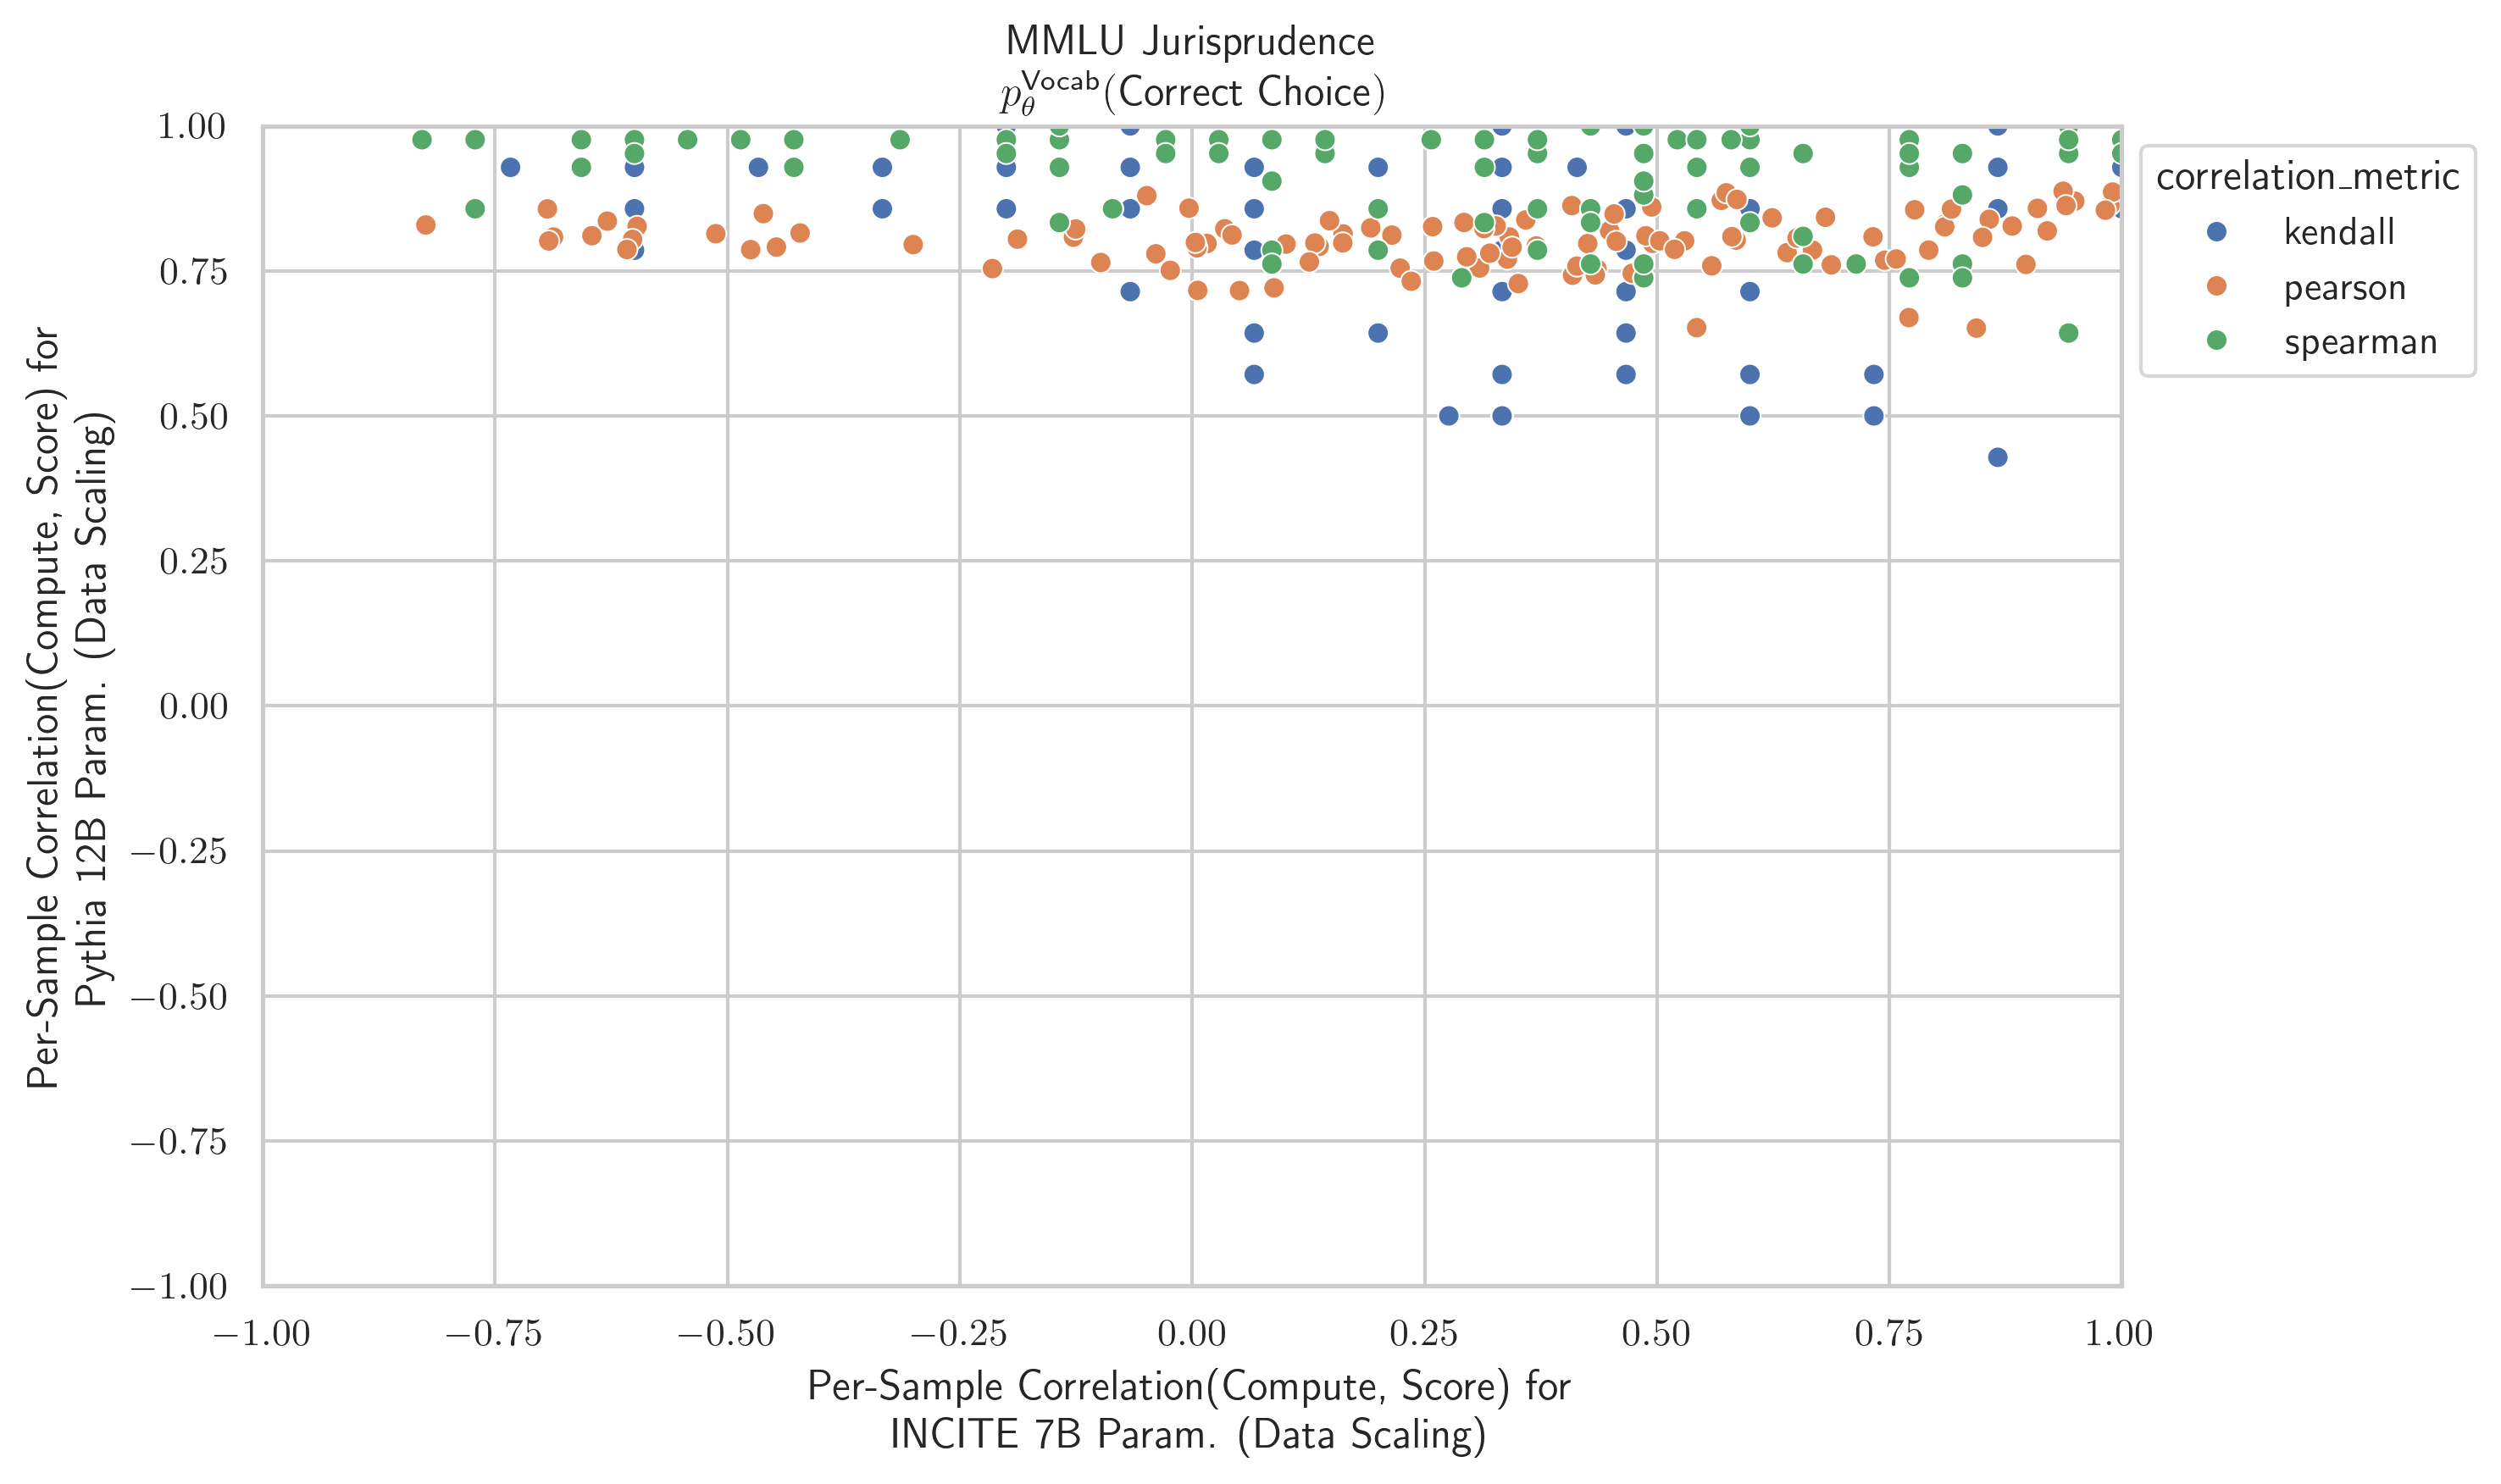 MMLU Jurisprudence
p_θ^Vocab(Correct Choice)
Per-Sample Correlation(Compute, Score) for
Pythia 12B Param. (Data Scaling)
1.00
0.75
0.50
0.25
0.00
−0.25
−0.50
−0.75
−1.00
−1.00 −0.75 −0.50 −0.25 0.00 0.25 0.50 0.75 1.00
Per-Sample Correlation(Compute, Score) for
INCITE 7B Param. (Data Scaling)
correlation_metric
kendall
pearson
spearman